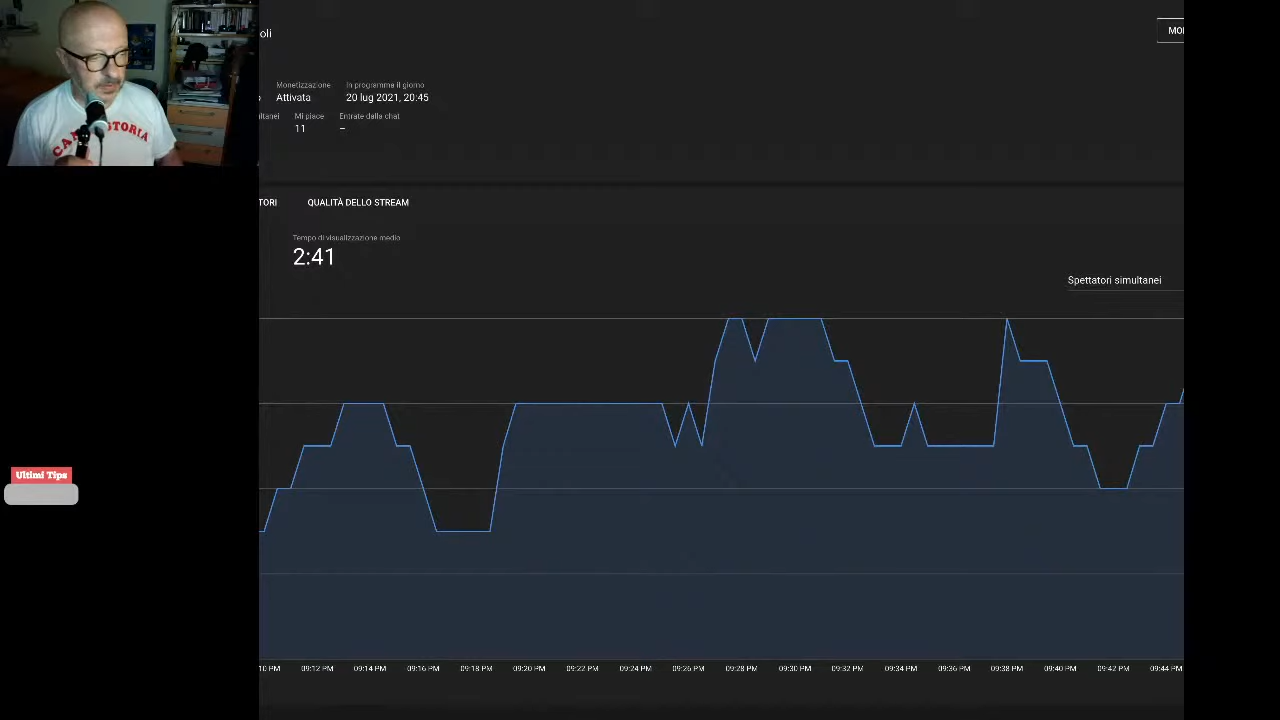 oli
MO
Monetizzazione
In programma il giorno
Attivata
20 lug 2021, 20:45
ltanei
Mi piace
Entrate dalla chat
11
–
TORI
QUALITÀ DELLO STREAM
Tempo di visualizzazione medio
2:41
Spettatori simultanei
CAM STORIA
Ultimi Tips
10 PM 09:12 PM 09:14 PM 09:16 PM 09:18 PM 09:20 PM 09:22 PM 09:24 PM 09:26 PM 09:28 PM 09:30 PM 09:32 PM 09:34 PM 09:36 PM 09:38 PM 09:40 PM 09:42 PM 09:44 PM